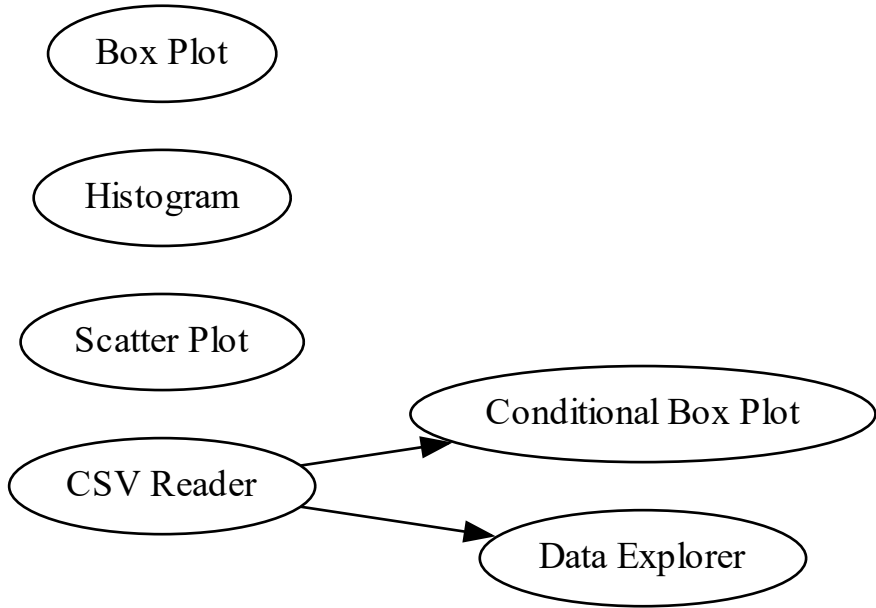 Box Plot
Histogram
Scatter Plot
Conditional Box Plot
CSV Reader
Data Explorer